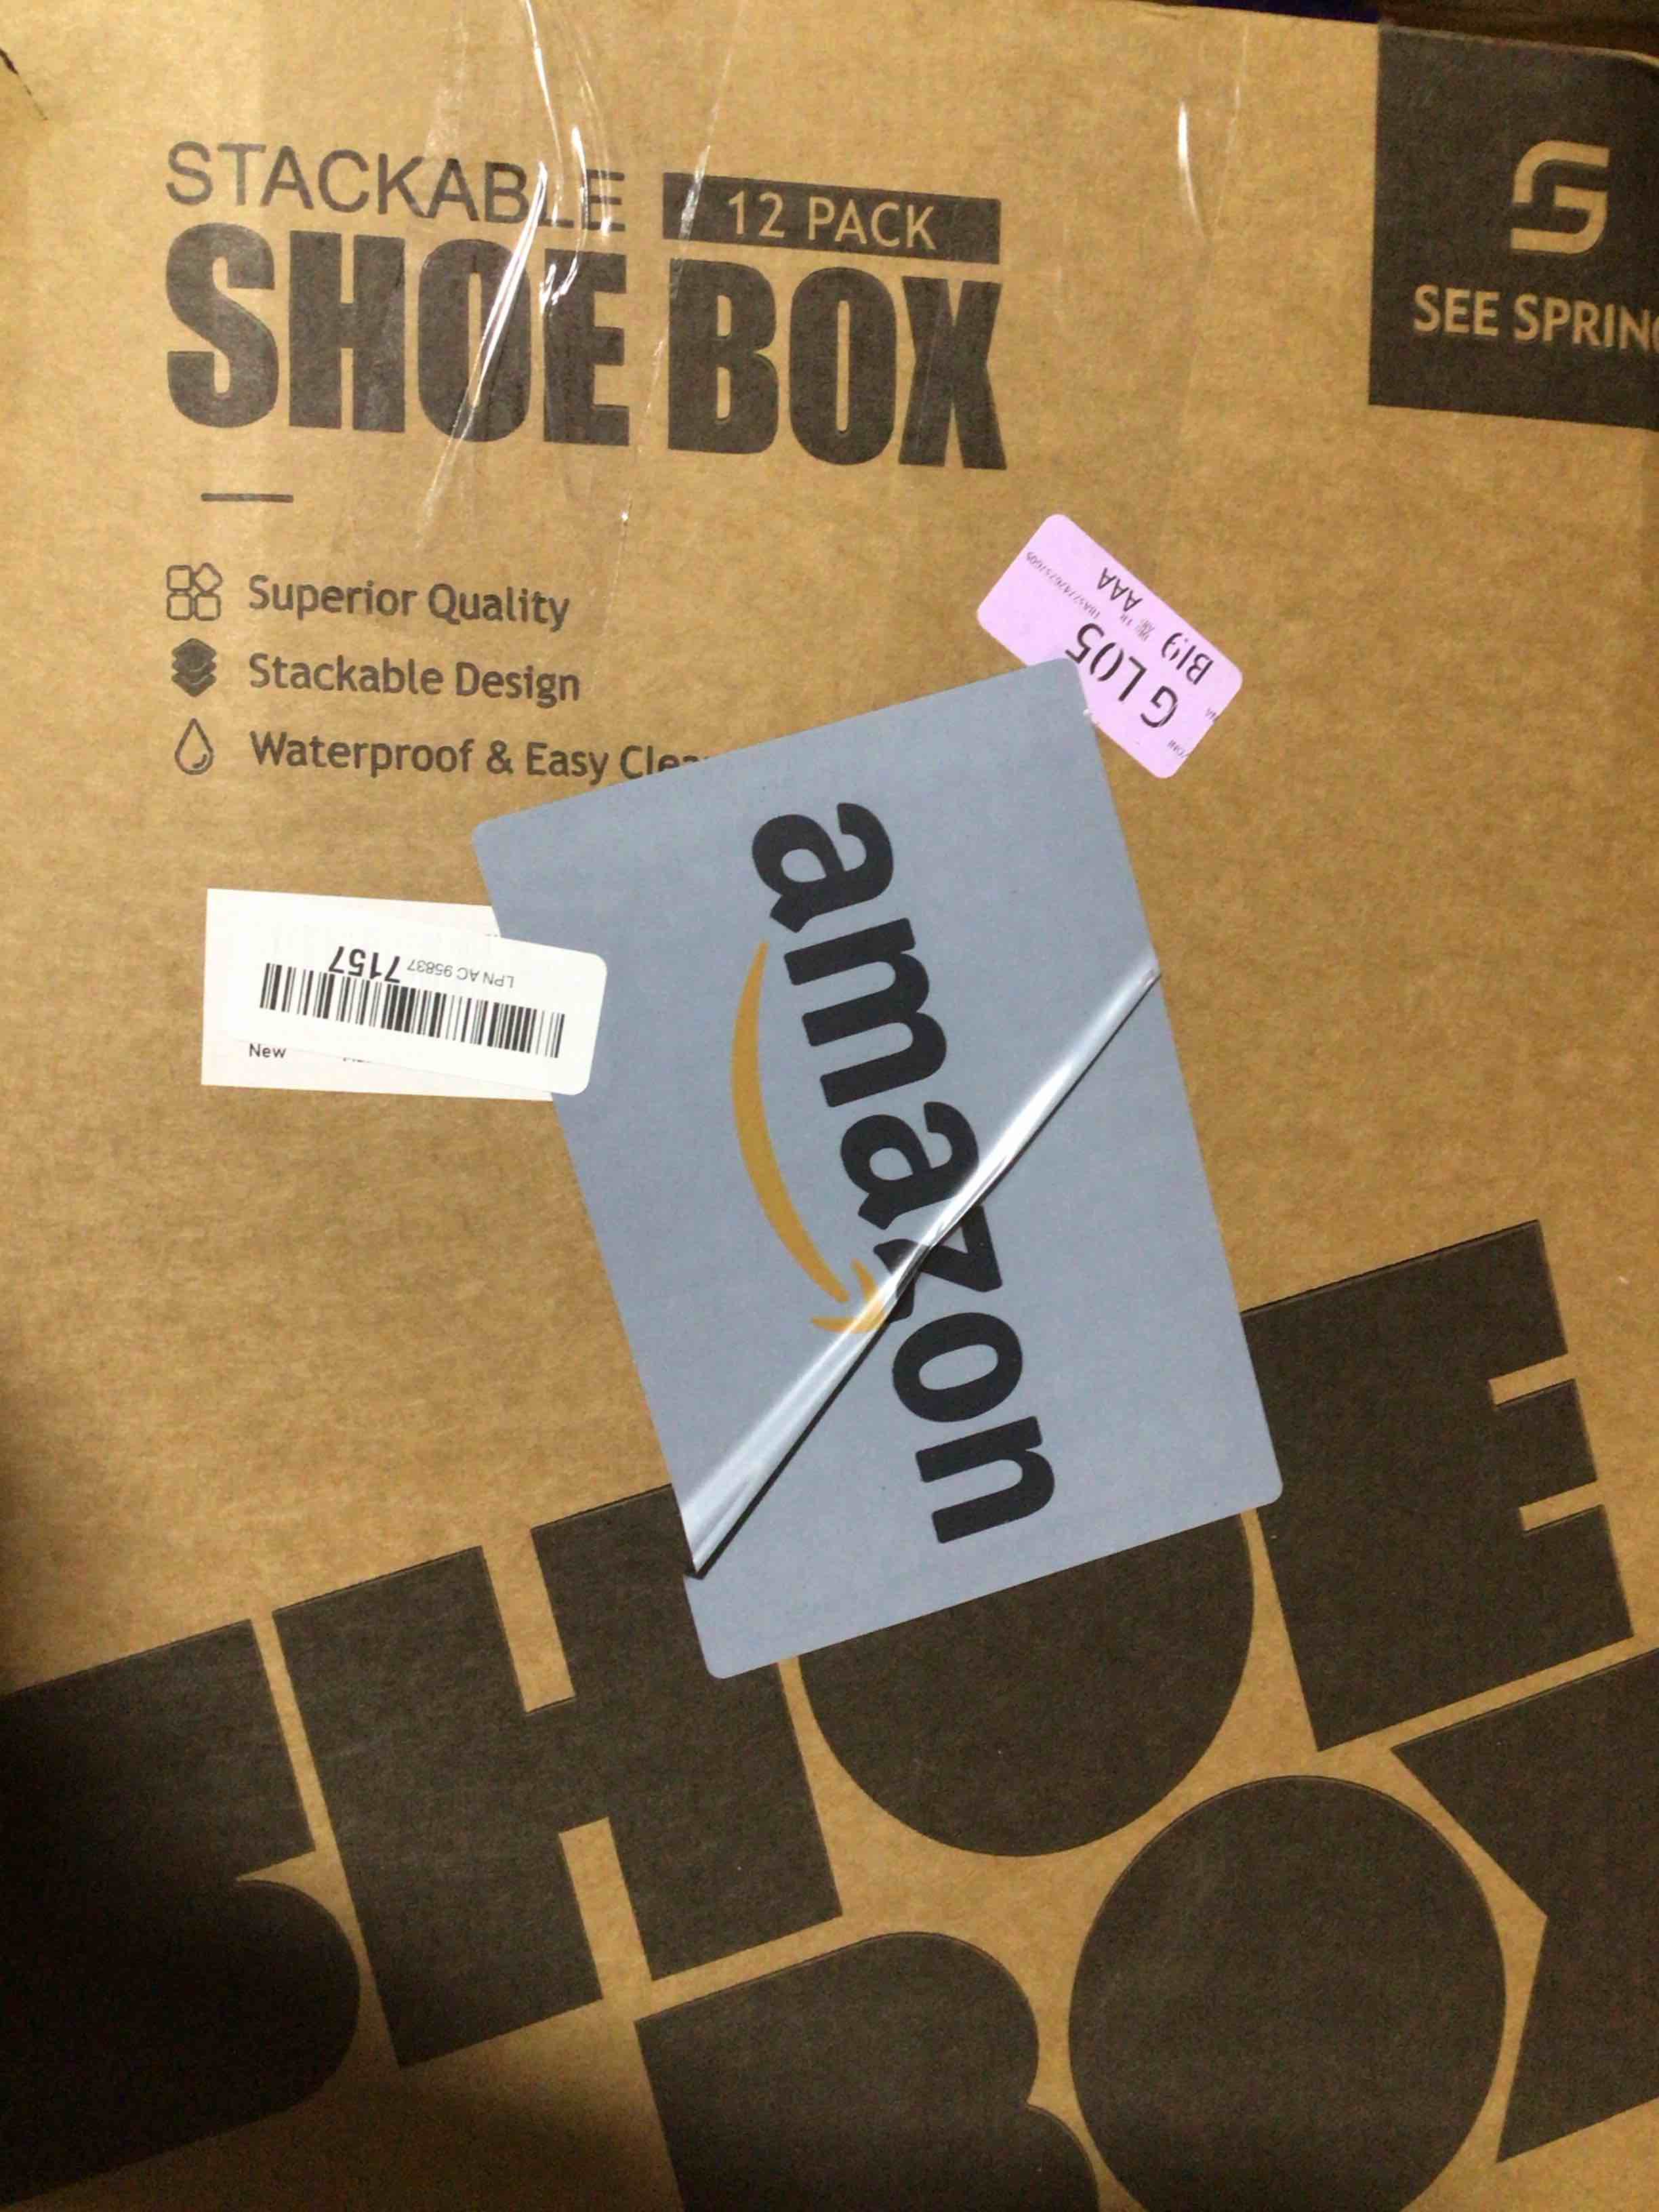 STACKABLE
12 PACK
SHOE BOX
SEE SPRIN
Superior Quality
Stackable Design
Waterproof & Easy
G L05
B19 AAA
LPN AC 95837 7157
New
amazon
SHOE
BOX